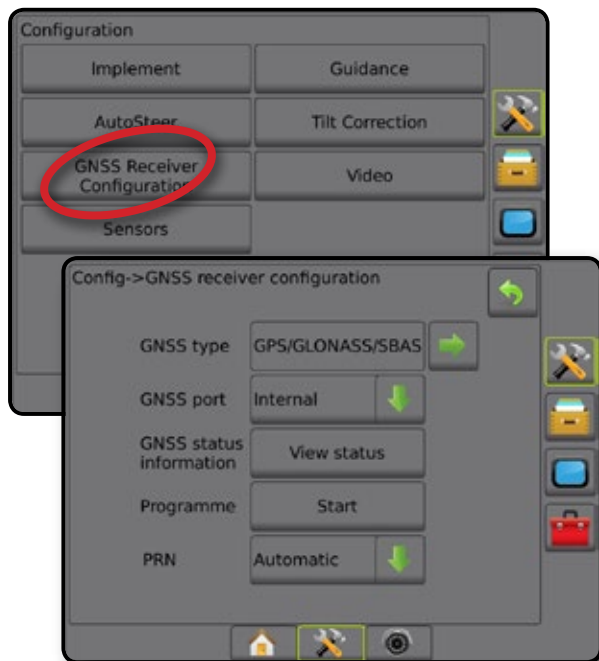 Configuration
Implement
Guidance
AutoSteer
Tilt Correction
GNSS Receiver
Configuration
Video
Sensors
Config->GNSS receiver configuration
GNSS type
GPS/GLONASS/SBAS
GNSS port
Internal
GNSS status
information
View status
Programme
Start
PRN
Automatic